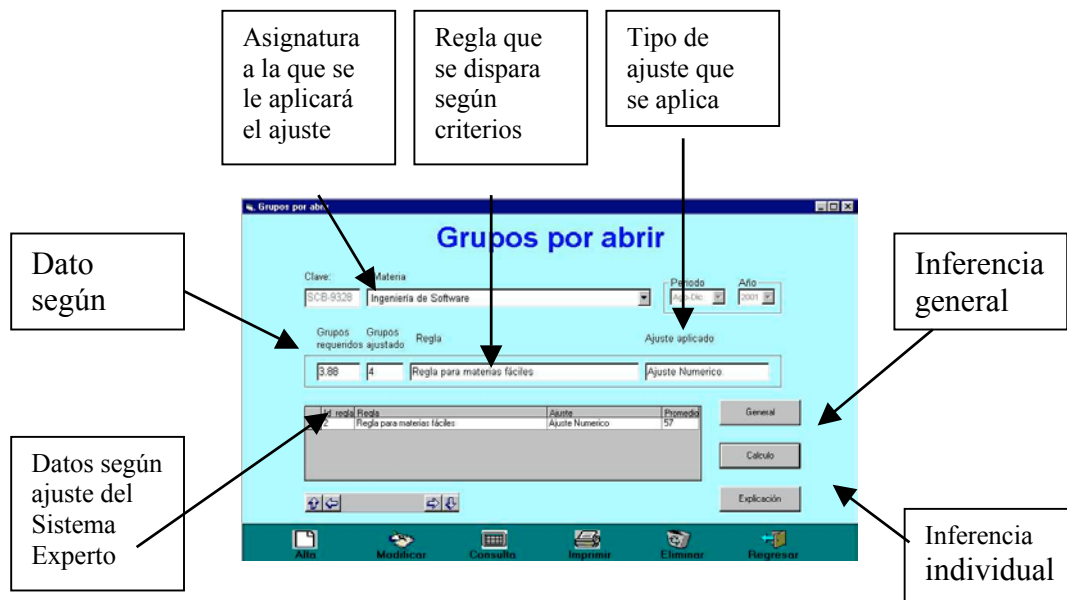 Asignatura
a la que se
le aplicará
el ajuste
Regla que
se dispara
según
criterios
Tipo de
ajuste que
se aplica
Dato
según
Datos según
ajuste del
Sistema
Experto
Inferencia
general
Inferencia
individual
Grupos por abrir
Grupos por abrir
Clave: Materia Periodo Año
SCB-9328 Ingeniería de Software Ago-Dic 2001
Grupos requeridos Grupos ajustado Regla Ajuste aplicado
3.88 4 Regla para materias fáciles Ajuste Numerico
Id_regla Regla Ajuste Promedio
2 Regla para materias fáciles Ajuste Numerico 57
General
Calculo
Explicación
Alta Modificar Consulta Imprimir Eliminar Regresar